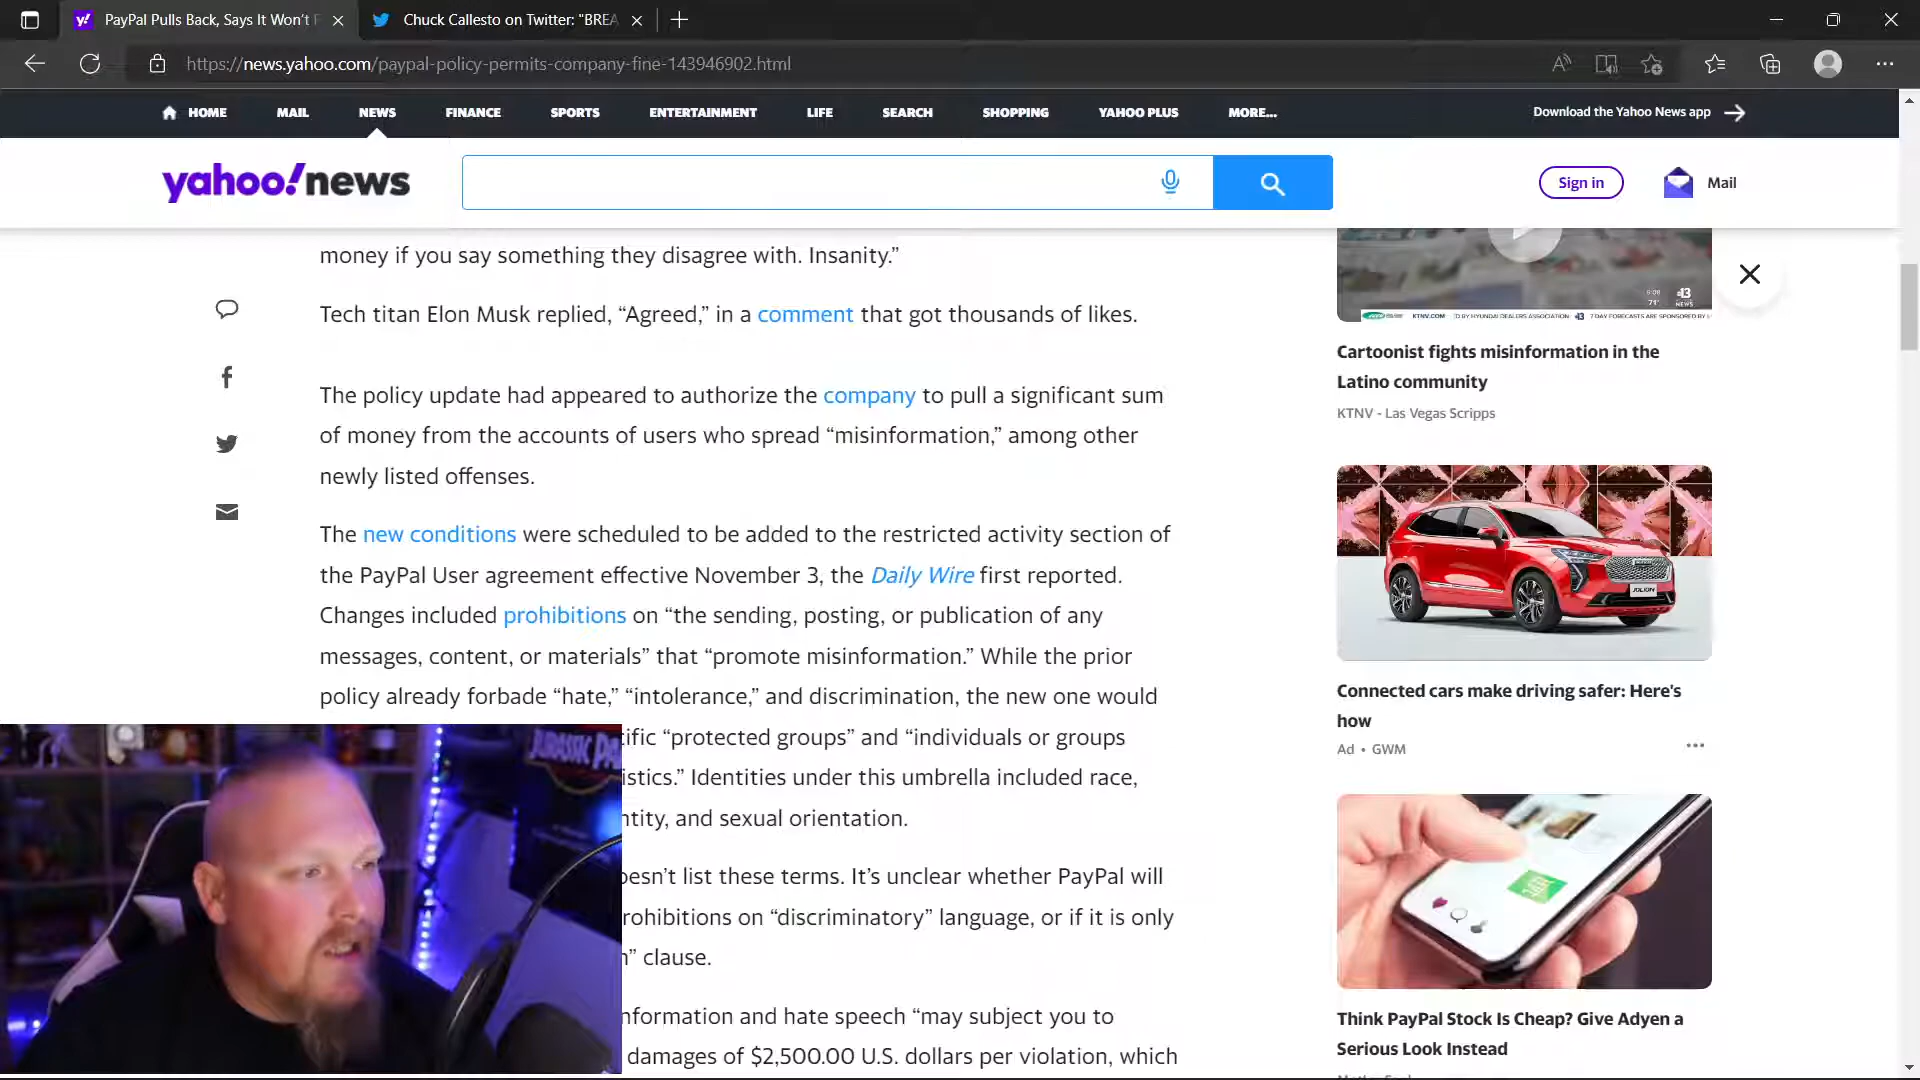 PayPal Pulls Back, Says It Won't F
Chuck Callesto on Twitter: "BREA
https://news.yahoo.com/paypal-policy-permits-company-fine-143946902.html
HOME MAIL NEWS FINANCE SPORTS ENTERTAINMENT LIFE SEARCH SHOPPING YAHOO PLUS MORE...
Download the Yahoo News app
yahoo!news
Sign in
Mail
money if you say something they disagree with. Insanity.”
Tech titan Elon Musk replied, “Agreed,” in a comment that got thousands of likes.
The policy update had appeared to authorize the company to pull a significant sum
of money from the accounts of users who spread “misinformation,” among other
newly listed offenses.
The new conditions were scheduled to be added to the restricted activity section of
the PayPal User agreement effective November 3, the Daily Wire first reported.
Changes included prohibitions on “the sending, posting, or publication of any
messages, content, or materials” that “promote misinformation.” While the prior
policy already forbade “hate,” “intolerance,” and discrimination, the new one would
ific “protected groups” and “individuals or groups
istics.” Identities under this umbrella included race,
ntity, and sexual orientation.
oesn’t list these terms. It’s unclear whether PayPal will
rohibitions on “discriminatory” language, or if it is only
n” clause.
nformation and hate speech “may subject you to
damages of $2,500.00 U.S. dollars per violation, which
Cartoonist fights misinformation in the
Latino community
KTNV - Las Vegas Scripps
JOLION
Connected cars make driving safer: Here's
how
Ad • GWM
Think PayPal Stock Is Cheap? Give Adyen a
Serious Look Instead
JURASSIC PA